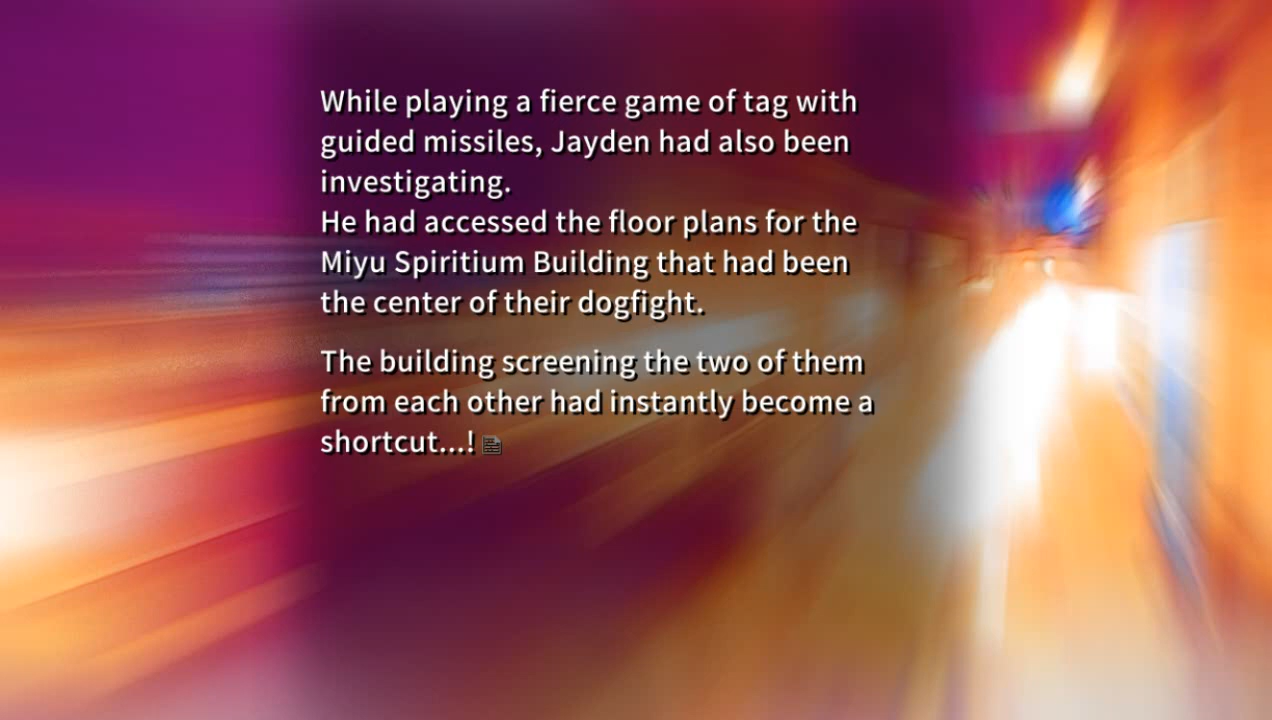 While playing a fierce game of tag with
guided missiles, Jayden had also been
investigating.
He had accessed the floor plans for the
Miyu Spiritium Building that had been
the center of their dogfight.
The building screening the two of them
from each other had instantly become a
shortcut...!